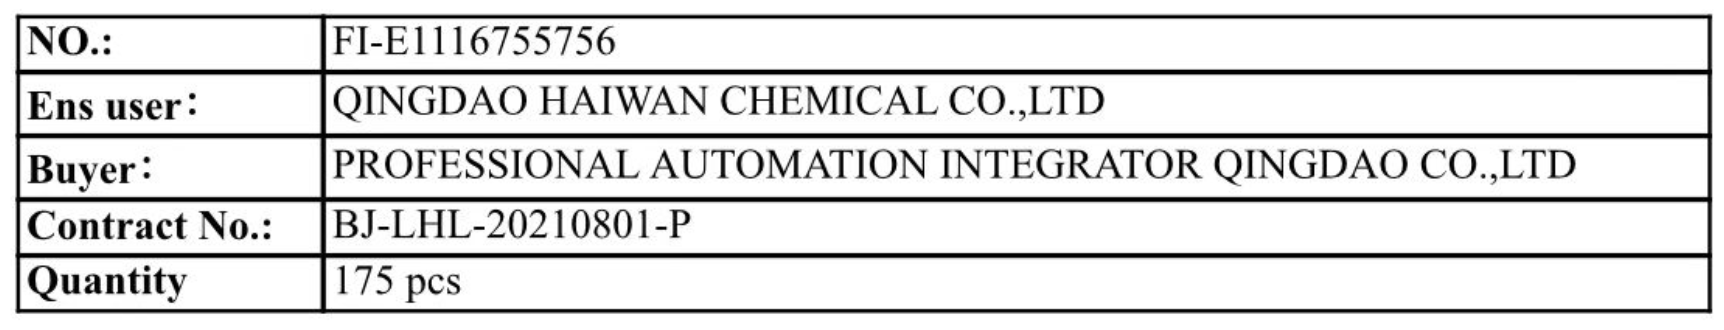 NO.: FI-E1116755756
Ens user： QINGDAO HAIWAN CHEMICAL CO.,LTD
Buyer： PROFESSIONAL AUTOMATION INTEGRATOR QINGDAO CO.,LTD
Contract No.: BJ-LHL-20210801-P
Quantity 175 pcs